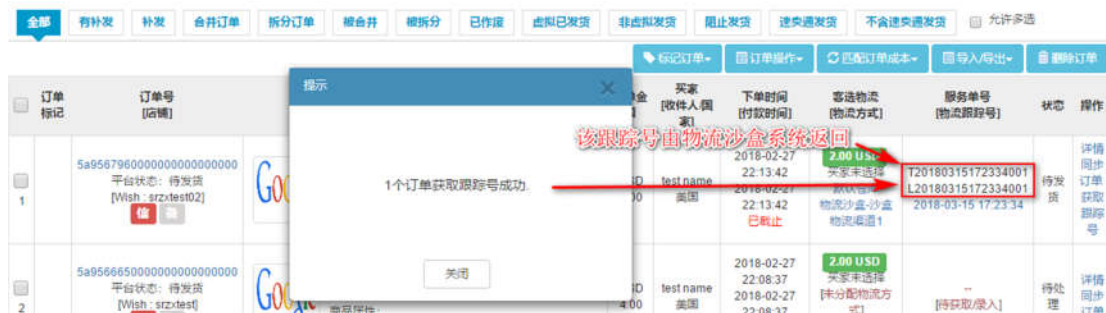 全部 有补发 补发 合并订单 拆分订单 被合并 被拆分 已作废 虚拟已发货 非虚拟发货 阻止发货 速卖通发货 不含速卖通发货 允许多选
标记订单 订单操作 匹配订单成本 导入/导出 删除订单
订单标记 订单号 [店铺] 金 买家 [收件人/国家] 下单时间 [付款时间] 客选物流 [物流方式] 服务单号 [物流跟踪号] 状态 操作
提示
该跟踪号由物流沙盒系统返回
1
5a9567960000000000000000
平台状态：待发货
[Wish : srzxtest02]
信
1个订单获取跟踪号成功.
test name
美国
2018-02-27
22:13:42
2018-02-27
22:13:42
已截止
2.00 USD
买家未选择
物流沙盒-沙盒
物流渠道1
T20180315172334001
L20180315172334001
2018-03-15 17:23:34
待发货
详情
同步
订单
获取
跟踪
号
关闭
2
5a9566650000000000000000
平台状态：待发货
[Wish : srzxtest]
商品属性:
4.00
test name
美国
2018-02-27
22:08:37
2018-02-27
22:08:37
2.00 USD
买家未选择
[未分配物流方式]
--
[待获取/录入]
待处理
详情
同步
订单